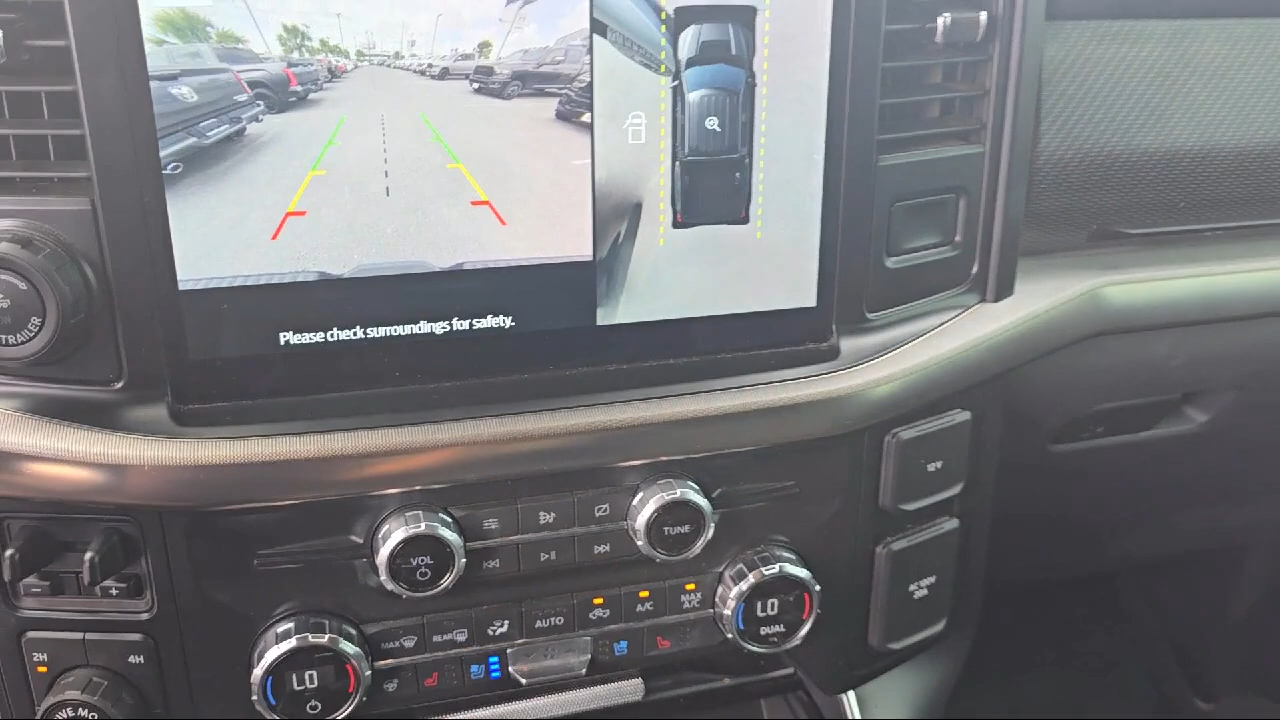 Please check surroundings for safety.
TRAILER
12V
VOL
TUNE
MAX
REAR
AUTO
A/C
MAX
A/C
LO
DUAL
2H
4H
LO